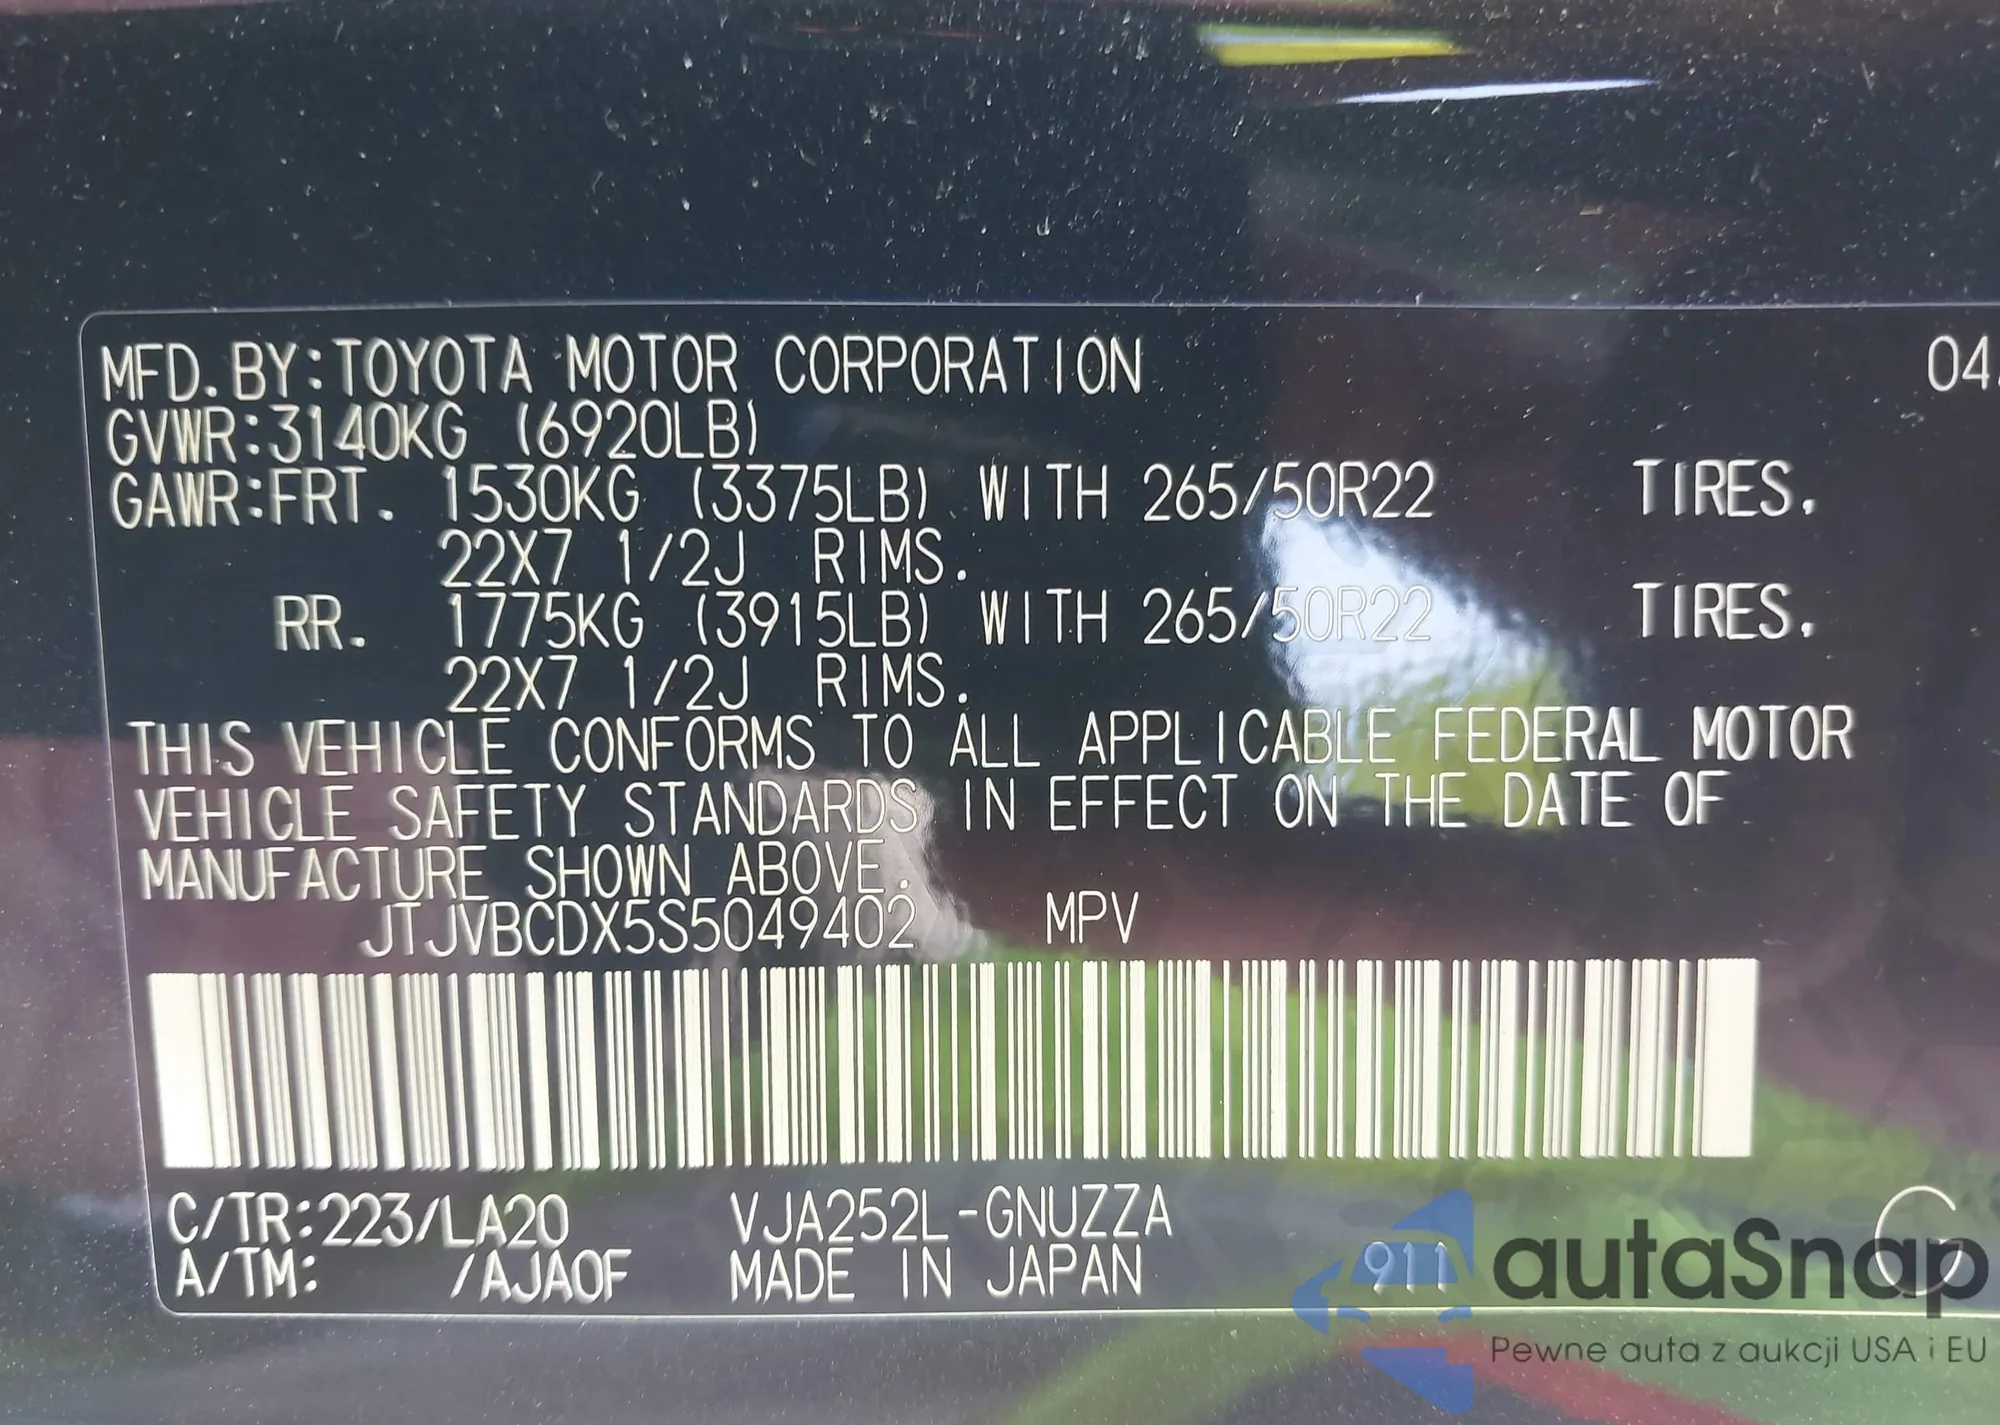 MFD.BY:TOYOTA MOTOR CORPORATION 04
GVWR:3140KG (6920LB)
GAWR:FRT. 1530KG (3375LB) WITH 265/50R22 TIRES.
22X7 1/2J RIMS.
RR. 1775KG (3915LB) WITH 265/50R22 TIRES.
22X7 1/2J RIMS.
THIS VEHICLE CONFORMS TO ALL APPLICABLE FEDERAL MOTOR
VEHICLE SAFETY STANDARDS IN EFFECT ON THE DATE OF
MANUFACTURE SHOWN ABOVE.
JTJVBCDX5S5049402 MPV
C/TR:223/LA20 VJA252L-GNUZZA
A/TM: /AJAOF MADE IN JAPAN 911 G
autaSnap
Pewne auta z aukcji USA i EU